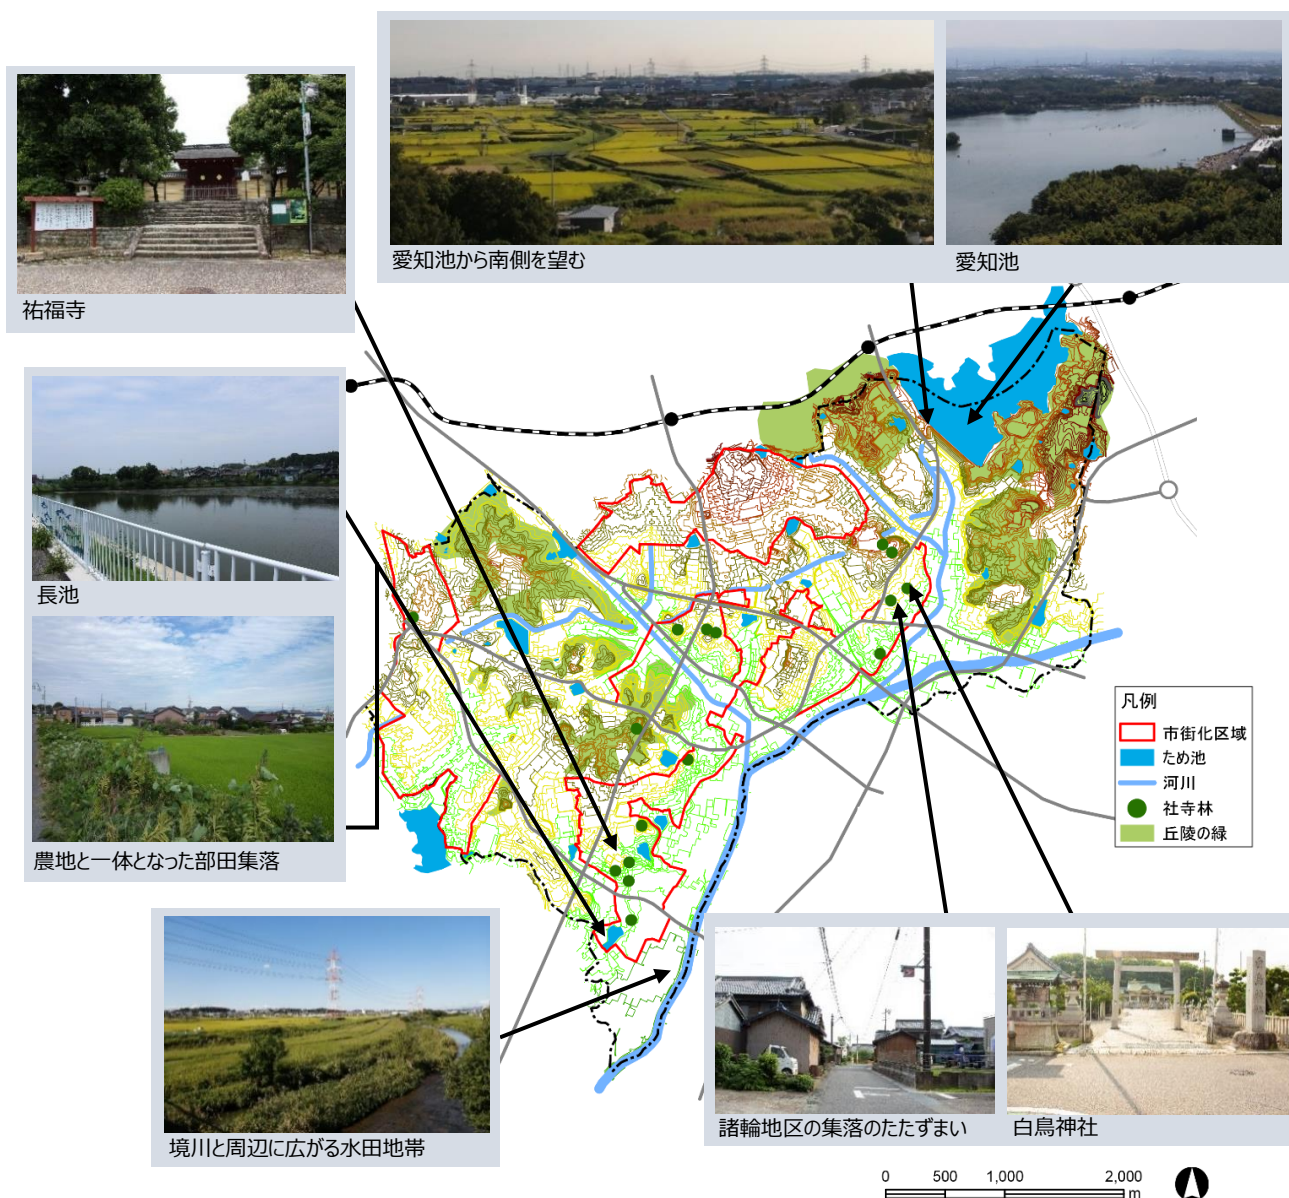 愛知池から南側を望む
愛知池
祐福寺
長池
農地と一体となった部田集落
凡例
市街化区域
ため池
河川
社寺林
丘陵の緑
境川と周辺に広がる水田地帯
諸輪地区の集落のたたずまい
白鳥神社
0 500 1,000 2,000
m